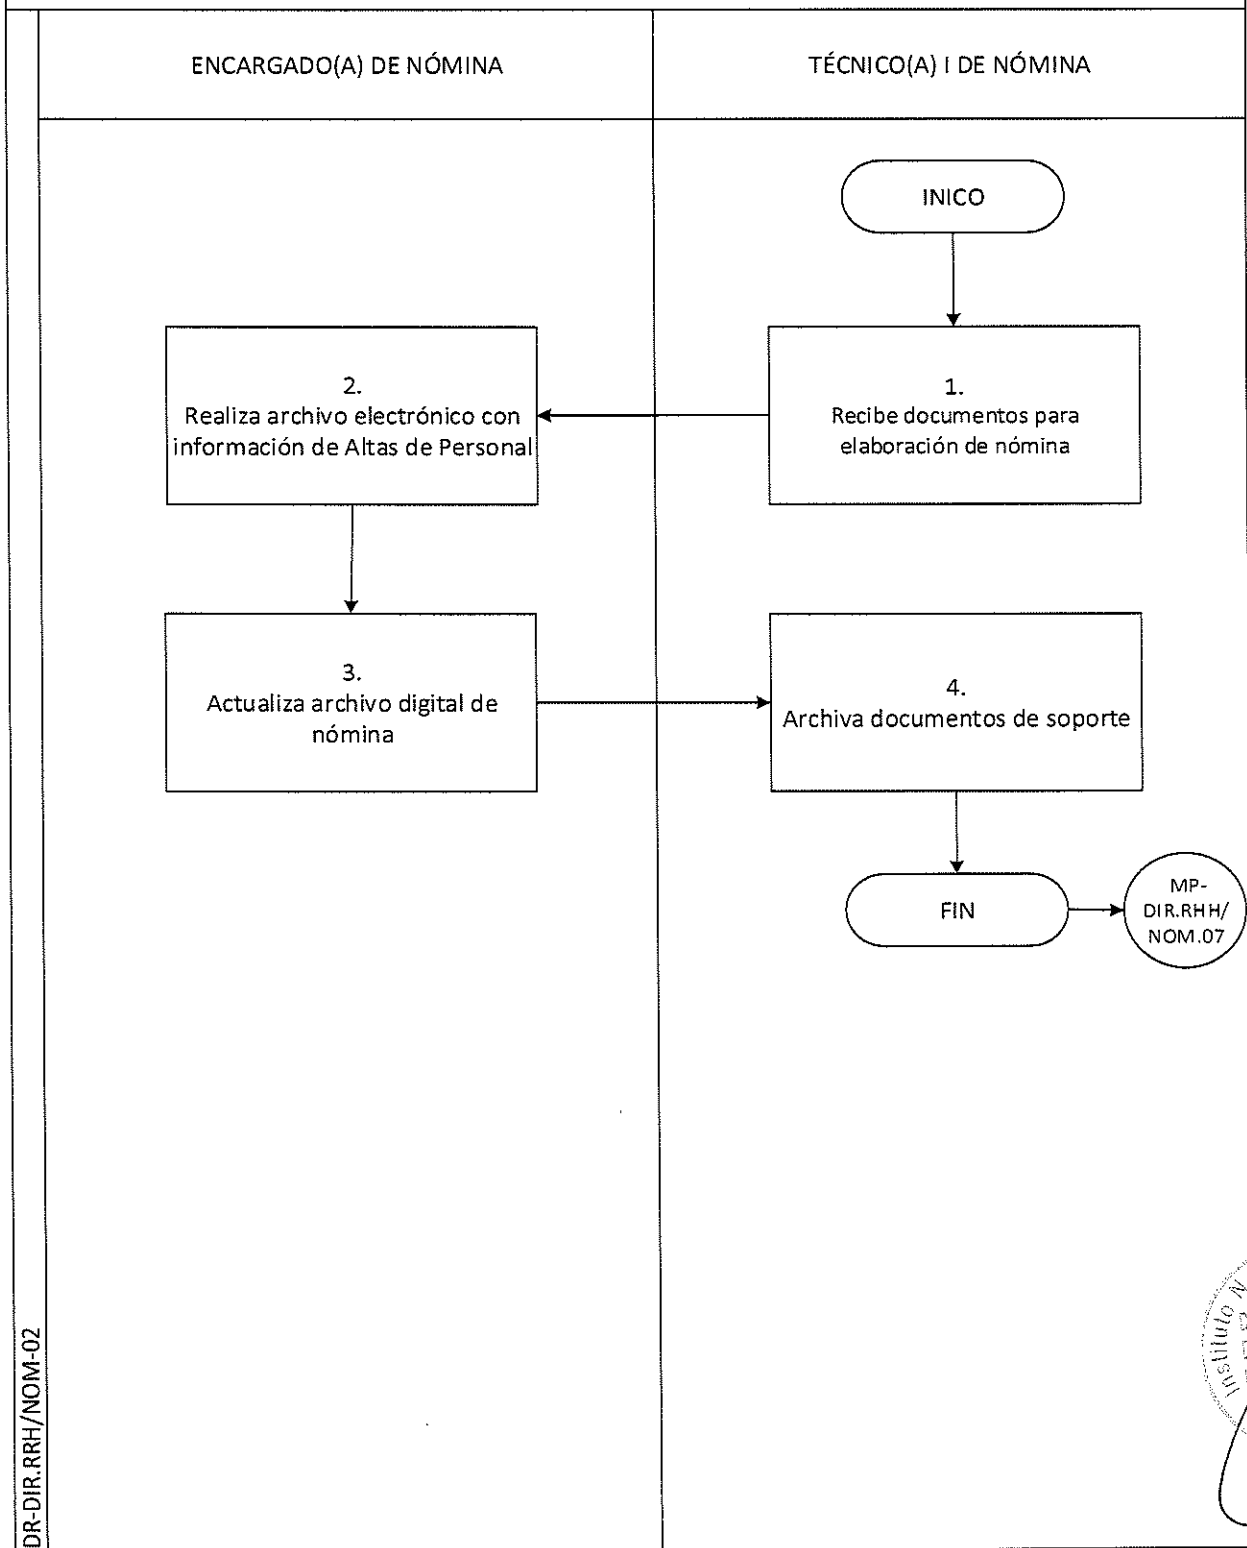 ENCARGADO(A) DE NÓMINA
TÉCNICO(A) I DE NÓMINA
INICO
2.
Realiza archivo electrónico con
información de Altas de Personal
1.
Recibe documentos para
elaboración de nómina
3.
Actualiza archivo digital de
nómina
4.
Archiva documentos de soporte
FIN
MP-
DIR.RHH/
NOM.07
DR-DIR.RRH/NOM-02
Instituto